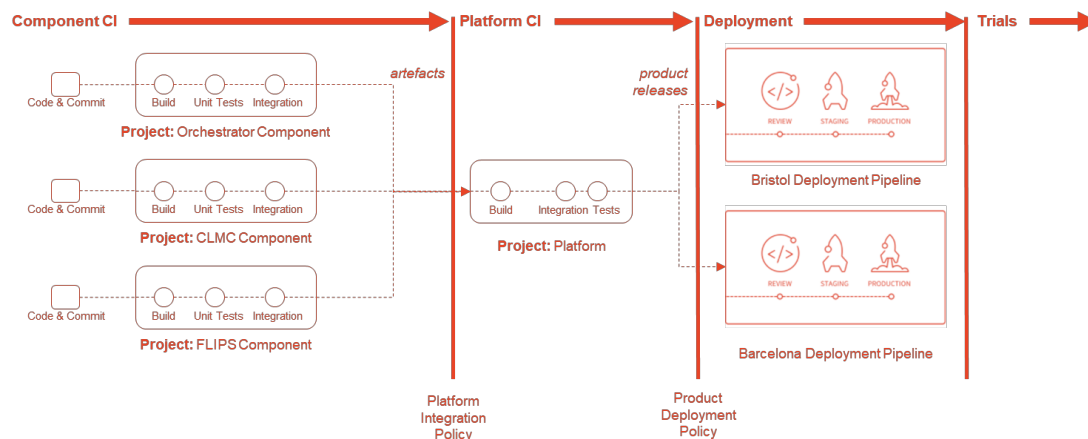 Component CI
Platform CI
Deployment
Trials
artefacts
product
releases
Code & Commit
Build
Unit Tests
Integration
Project: Orchestrator Component
REVIEW
STAGING
PRODUCTION
Bristol Deployment Pipeline
Code & Commit
Build
Unit Tests
Integration
Project: CLMC Component
Build
Integration Tests
Project: Platform
REVIEW
STAGING
PRODUCTION
Barcelona Deployment Pipeline
Code & Commit
Build
Unit Tests
Integration
Project: FLIPS Component
Platform
Integration
Policy
Product
Deployment
Policy